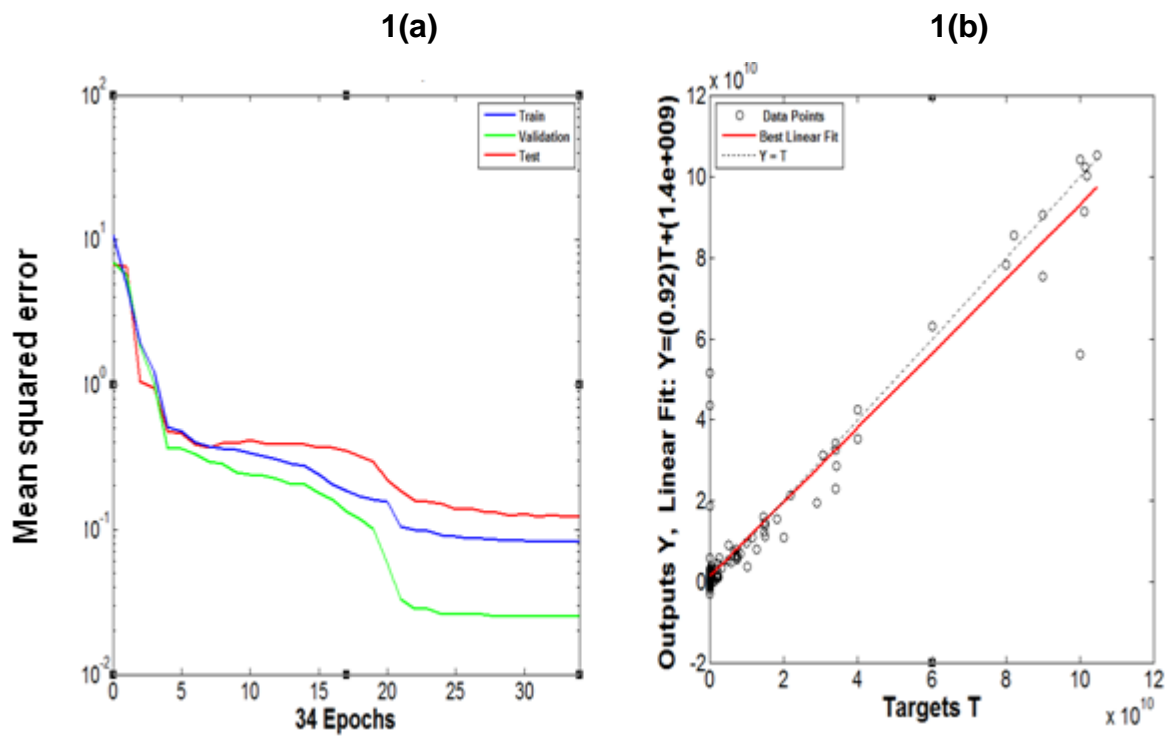 1(a)
1(b)
Mean squared error
10^2
10^1
10^0
10^-1
10^-2
Train
Validation
Test
0 5 10 15 20 25 30
34 Epochs
Outputs Y, Linear Fit: Y=(0.92)T+(1.4e+009)
x 10^10
12
10
8
6
4
2
0
-2
Data Points
Best Linear Fit
Y = T
0 2 4 6 8 10 12
Targets T
x 10^10